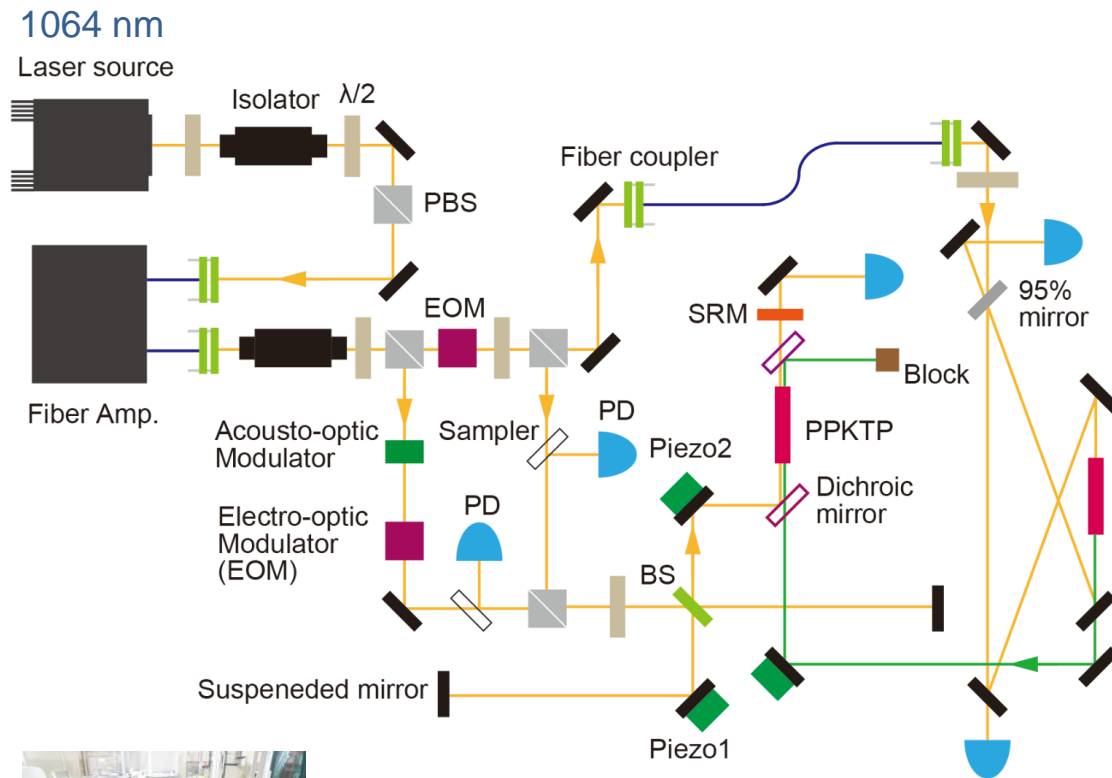 1064 nm
Laser source
Isolator
λ/2
Fiber coupler
PBS
EOM
SRM
95%
mirror
Block
Fiber Amp.
Acousto-optic
Modulator
Sampler
PD
Piezo2
PPKTP
Dichroic
mirror
Electro-optic
Modulator
(EOM)
PD
BS
Suspeneded mirror
Piezo1